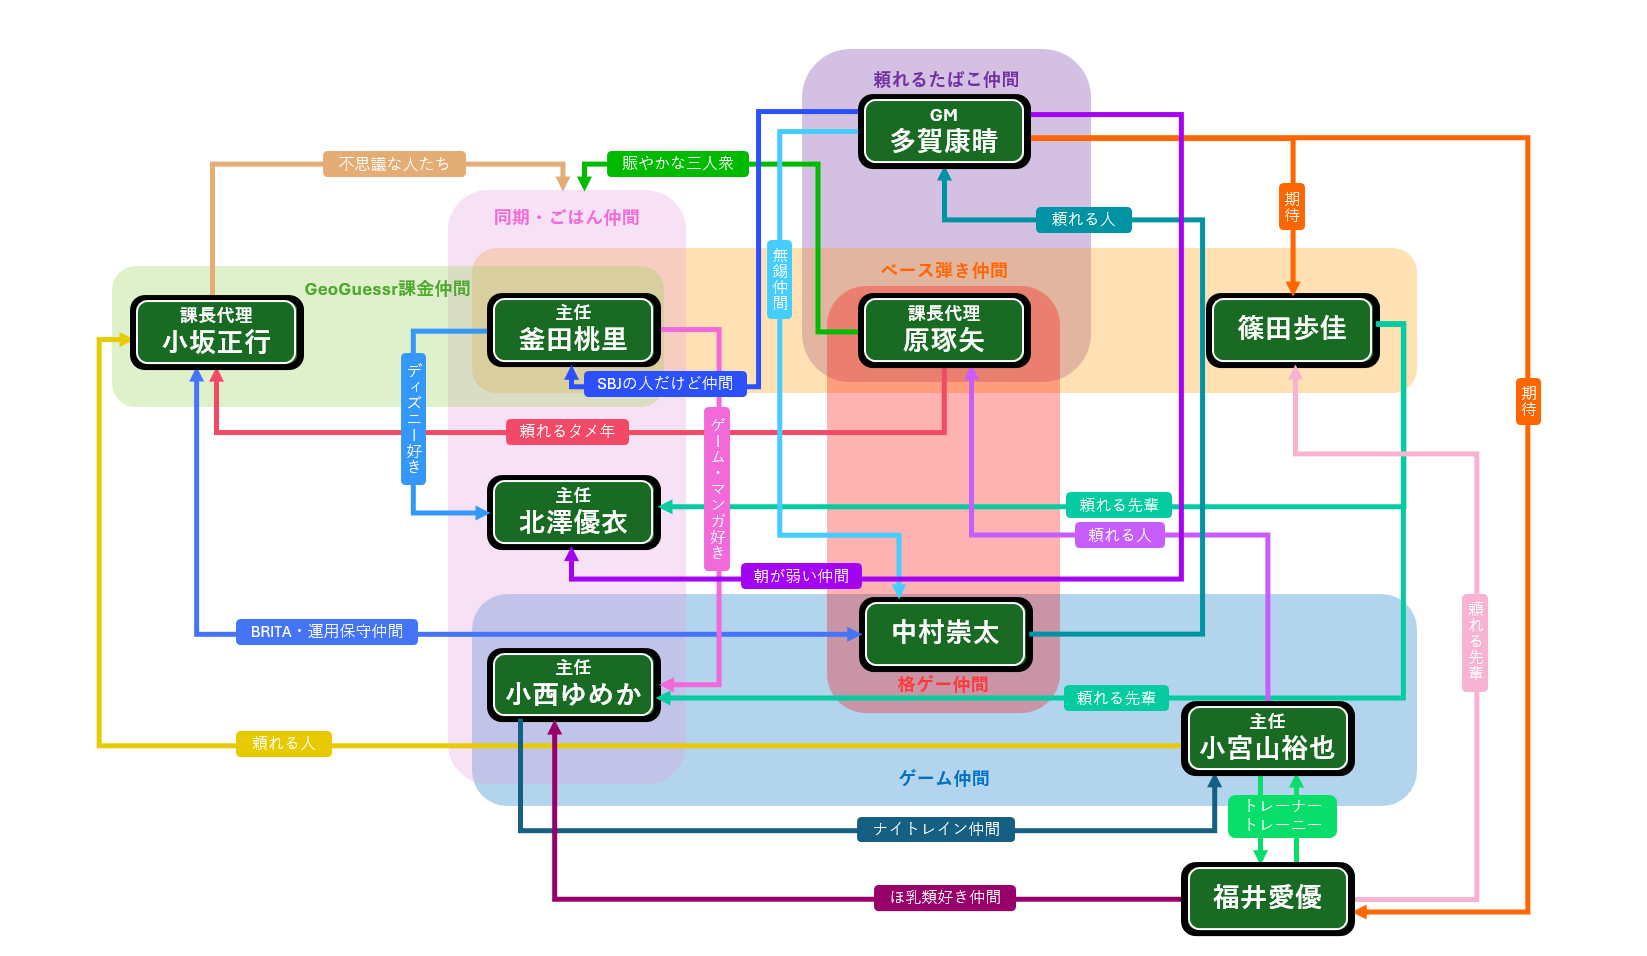 頼れるたばこ仲間
GM
多賀康晴
不思議な人たち
賑やかな三人衆
期待
同期・ごはん仲間
頼れる人
無錫仲間
ベース弾き仲間
GeoGuessr課金仲間
課長代理
小坂正行
主任
釜田桃里
課長代理
原琢矢
篠田歩佳
ディズニー好き
SBJの人だけど仲間
期待
ゲーム・マンガ好き
頼れるタメ年
主任
北澤優衣
頼れる先輩
頼れる人
朝が弱い仲間
頼れる先輩
BRITA・運用保守仲間
中村崇太
主任
小西ゆめか
格ゲー仲間
頼れる先輩
主任
小宮山裕也
頼れる人
ゲーム仲間
トレーナー
トレーニー
ナイトレイン仲間
ほ乳類好き仲間
福井愛優